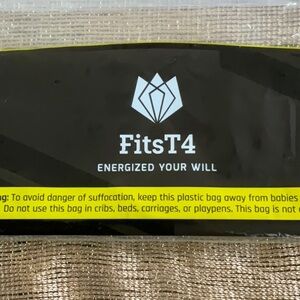 FitsT4
ENERGIZED YOUR WILL
ng: To avoid danger of suffocation, keep this plastic bag away from babies
Do not use this bag in cribs, beds, carriages, or playpens. This bag is not